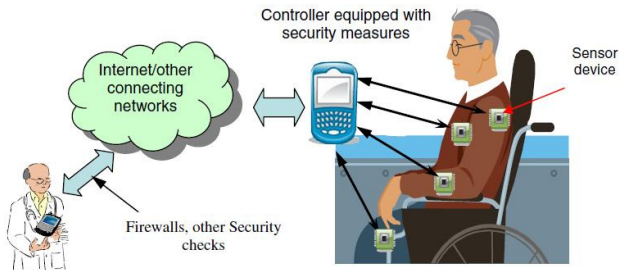 Controller equipped with
security measures
Sensor
device
Internet/other
connecting
networks
Firewalls, other Security
checks